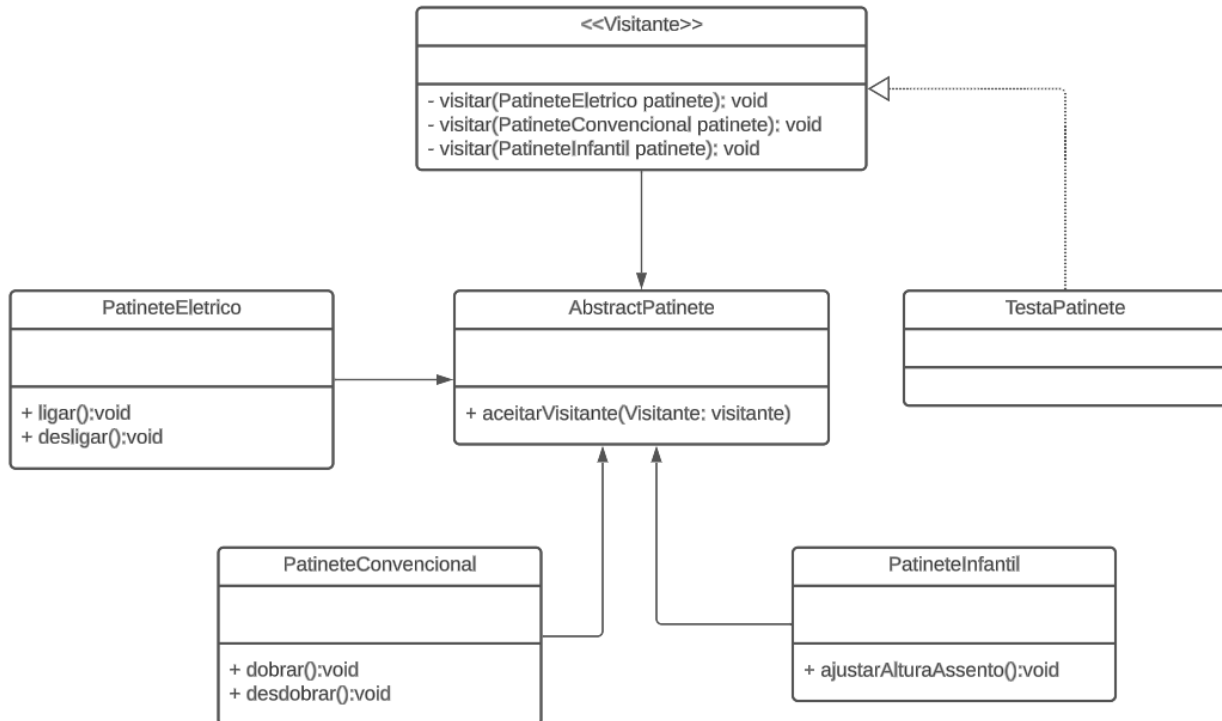 <<Visitante>>
- visitar(PatineteEletrico patinete): void
- visitar(PatineteConvencional patinete): void
- visitar(PatineteInfantil patinete): void
PatineteEletrico
+ ligar():void
+ desligar():void
AbstractPatinete
+ aceitarVisitante(Visitante: visitante)
TestaPatinete
PatineteConvencional
+ dobrar():void
+ desdobrar():void
PatineteInfantil
+ ajustarAlturaAssento():void